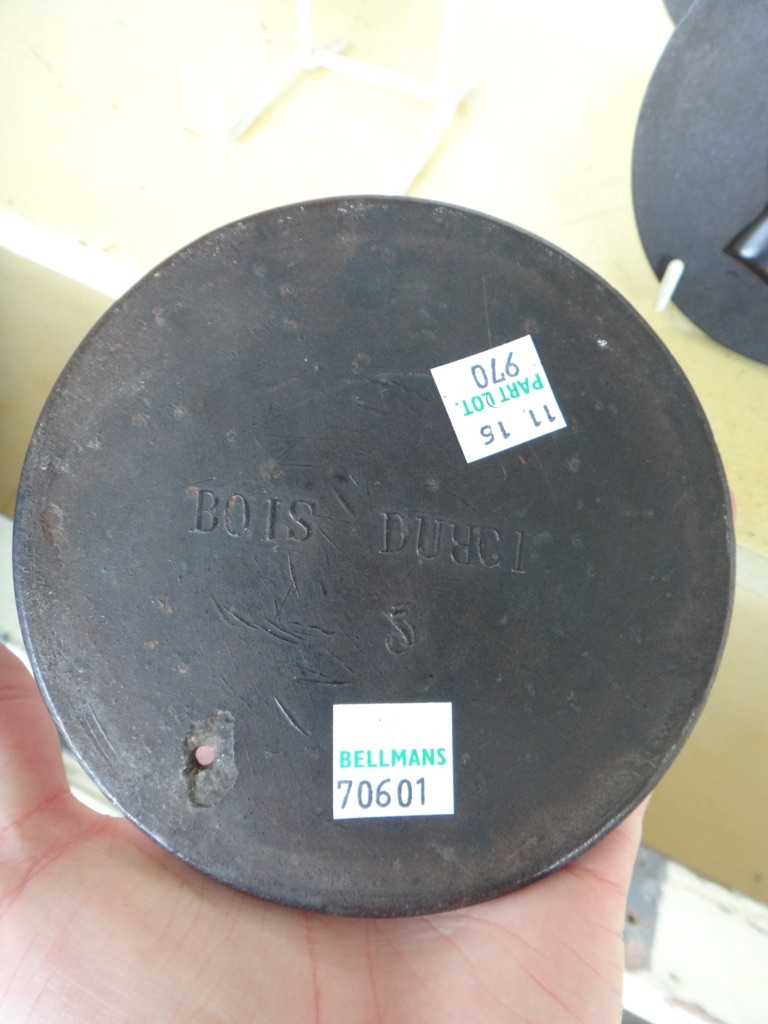 970
PART LOT.
11. 15
BOIS DURCI
5
BELLMANS
70601